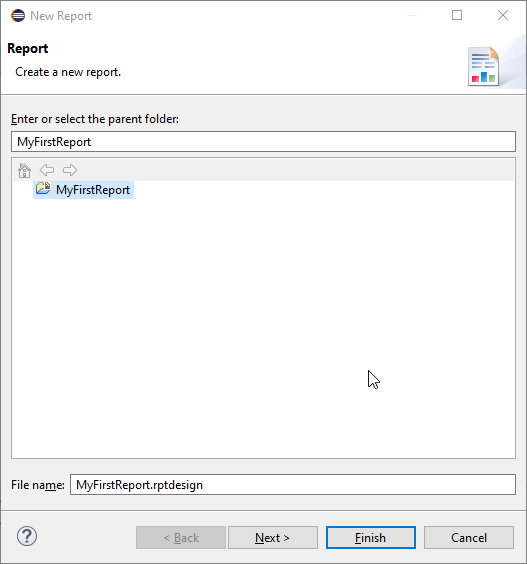 New Report
Report
Create a new report.
Enter or select the parent folder:
MyFirstReport
MyFirstReport
File name: MyFirstReport.rptdesign
? < Back Next > Finish Cancel